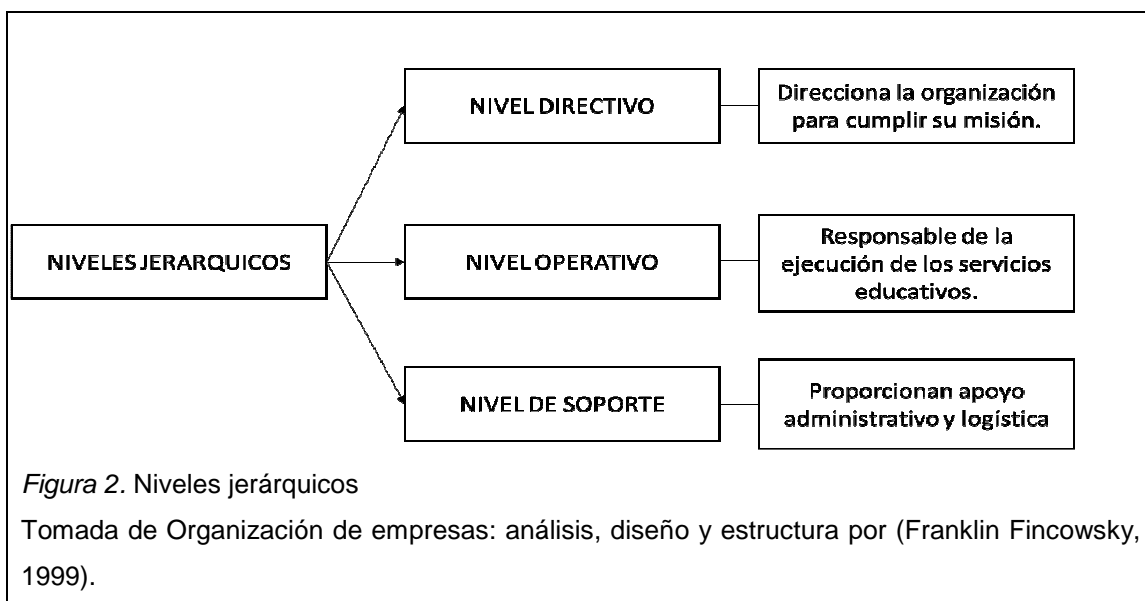 NIVELES JERARQUICOS
NIVEL DIRECTIVO
Direcciona la organización
para cumplir su misión.
NIVEL OPERATIVO
Responsable de la
ejecución de los servicios
educativos.
NIVEL DE SOPORTE
Proporcionan apoyo
administrativo y logística
Figura 2. Niveles jerárquicos
Tomada de Organización de empresas: análisis, diseño y estructura por (Franklin Fincowsky,
1999).